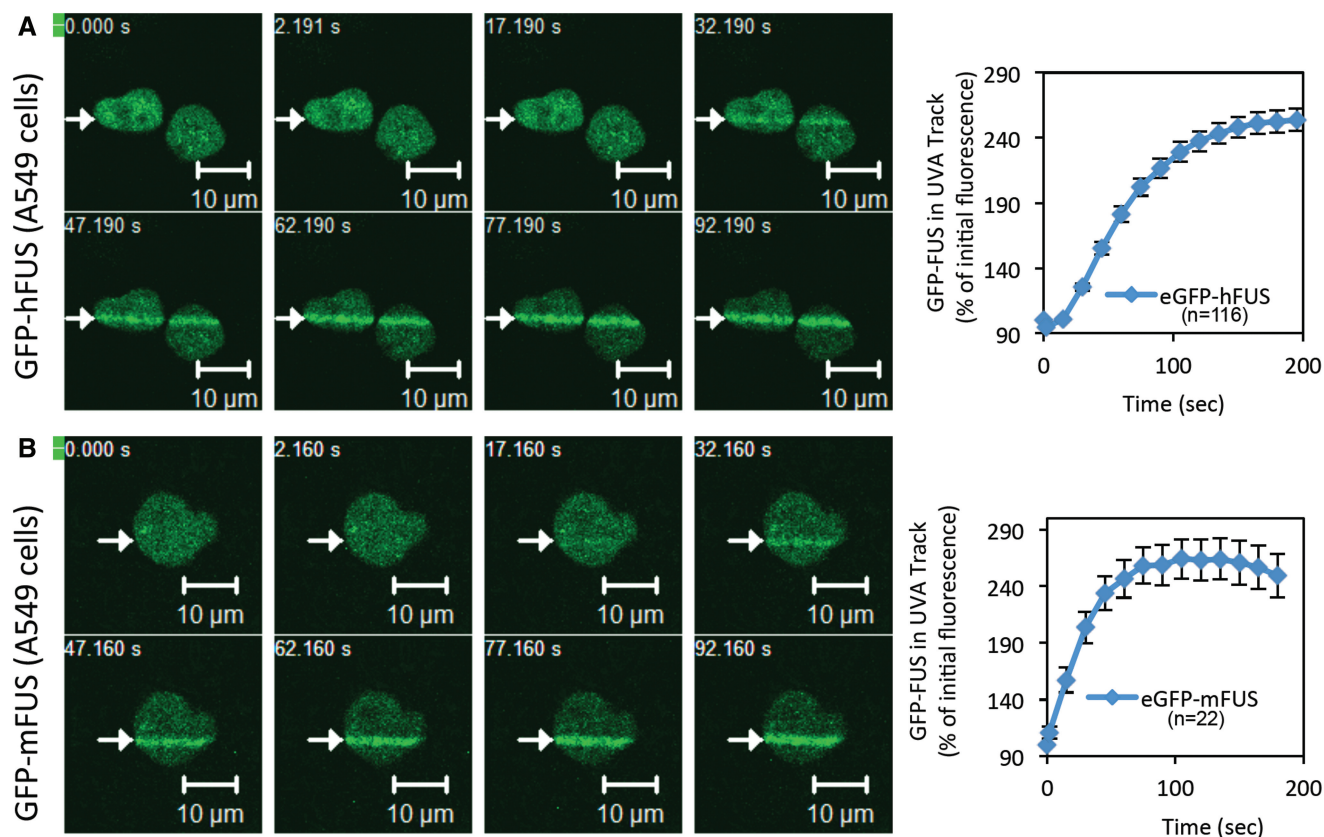 A
GFP-hFUS (A549 cells)
0.000 s
2.191 s
17.190 s
32.190 s
10 µm
10 µm
10 µm
10 µm
47.190 s
62.190 s
77.190 s
92.190 s
10 µm
10 µm
10 µm
10 µm
GFP-FUS in UVA Track
(% of initial fluorescence)
290
240
190
140
90
eGFP-hFUS
(n=116)
0
100
200
Time (sec)
B
GFP-mFUS (A549 cells)
0.000 s
2.160 s
17.160 s
32.160 s
10 µm
10 µm
10 µm
10 µm
47.160 s
62.160 s
77.160 s
92.160 s
10 µm
10 µm
10 µm
10 µm
GFP-FUS in UVA Track
(% of initial fluorescence)
290
240
190
140
90
eGFP-mFUS
(n=22)
0
100
200
Time (sec)